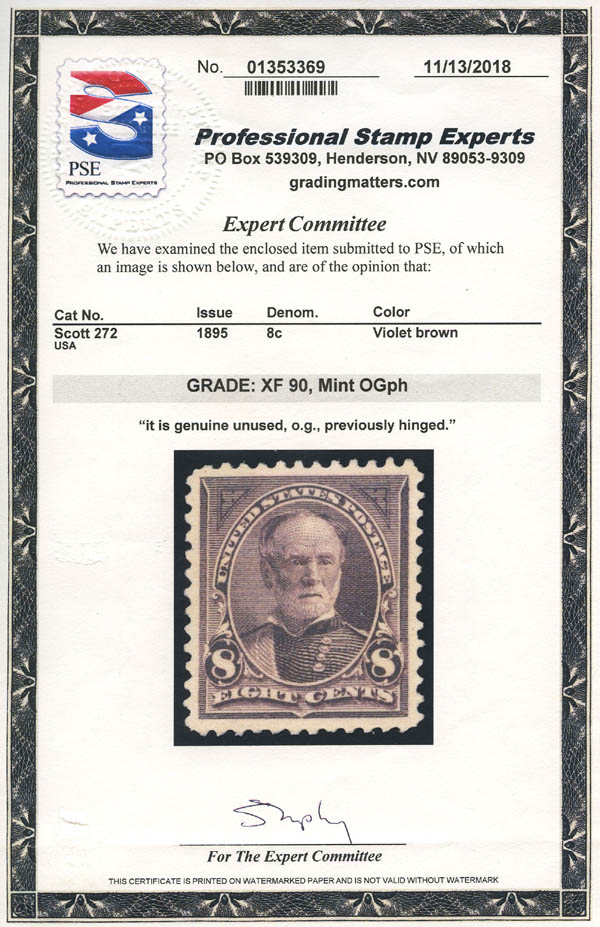 No. 01353369 11/13/2018
PSE
PROFESSIONAL STAMP EXPERTS
Professional Stamp Experts
PO Box 539309, Henderson, NV 89053-9309
gradingmatters.com
Expert Committee
We have examined the enclosed item submitted to PSE, of which
an image is shown below, and are of the opinion that:
Cat No. Issue Denom. Color
Scott 272 1895 8c Violet brown
USA
GRADE: XF 90, Mint OGph
“it is genuine unused, o.g., previously hinged.”
UNITED STATES POSTAGE
8 8
EIGHT CENTS
For The Expert Committee
THIS CERTIFICATE IS PRINTED ON WATERMARKED PAPER AND IS NOT VALID WITHOUT WATERMARK